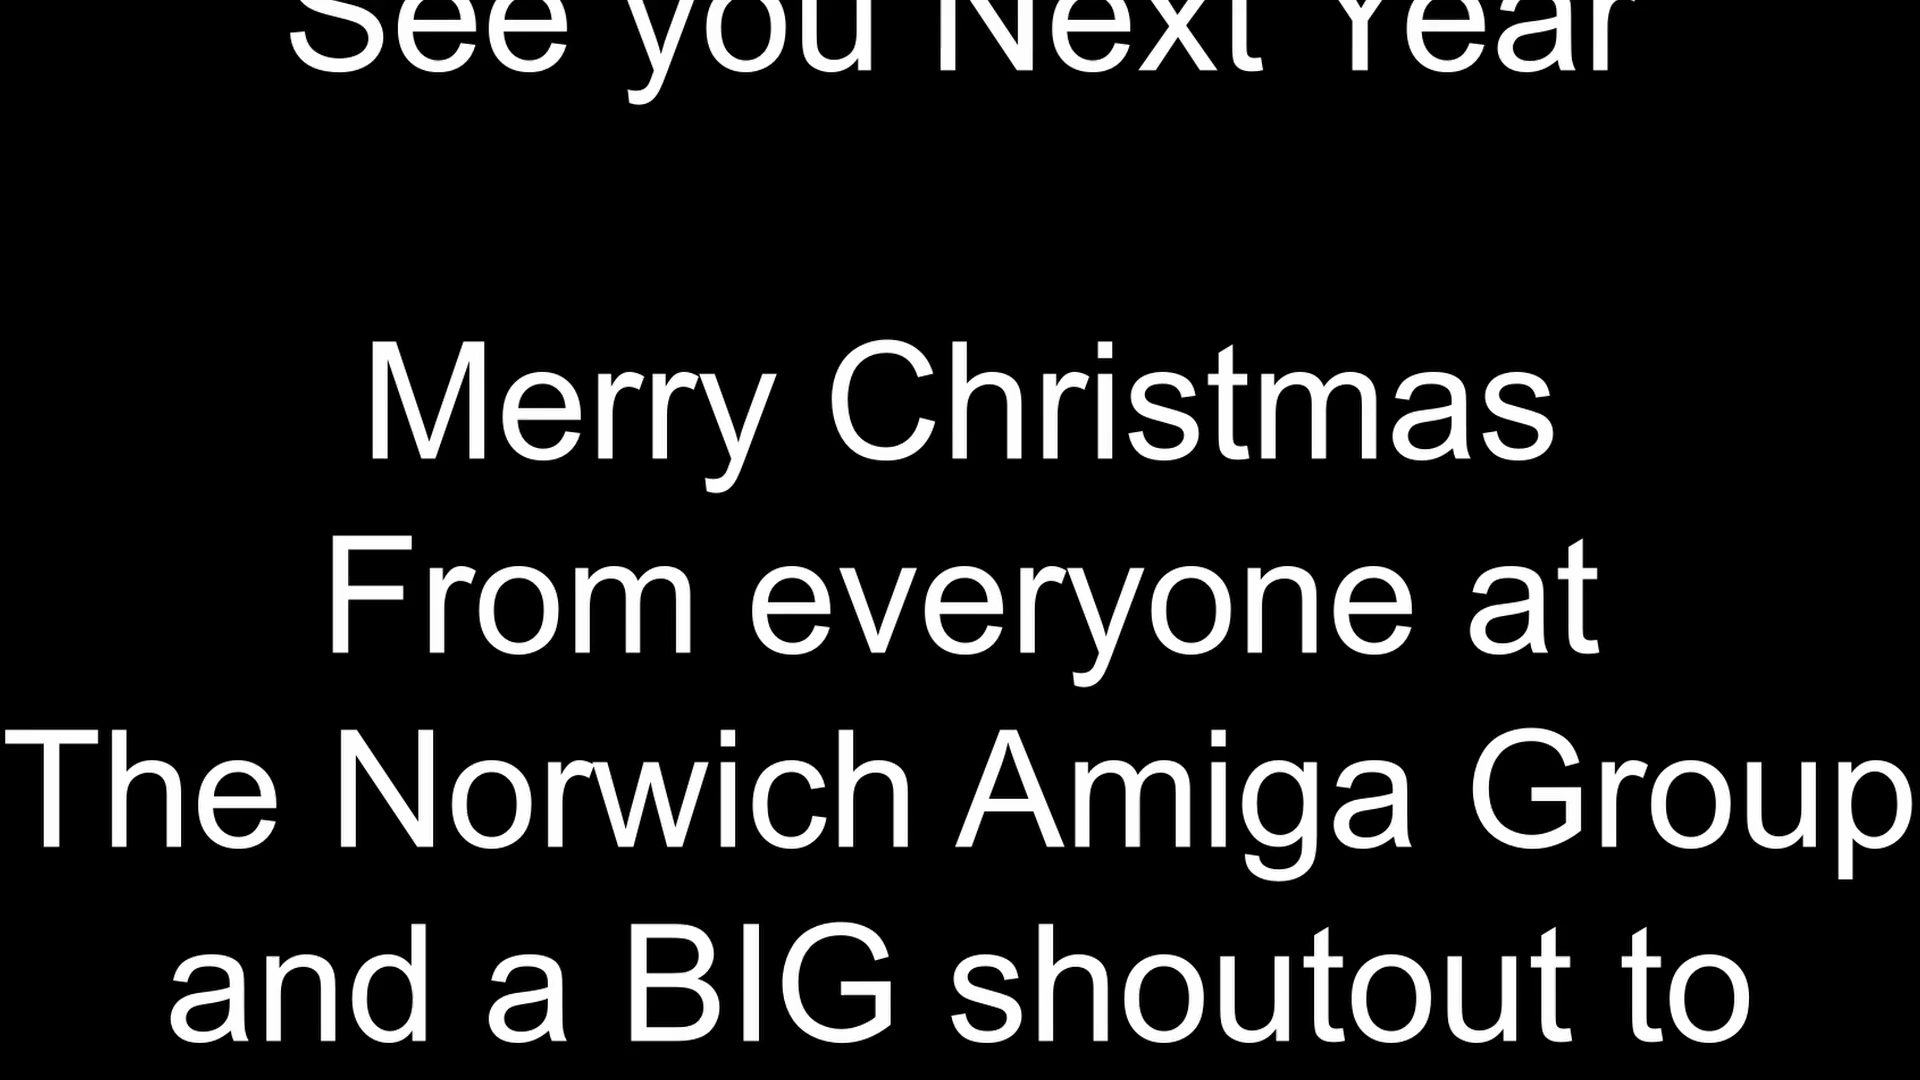 See you Next Year
Merry Christmas
From everyone at
The Norwich Amiga Group
and a BIG shoutout to